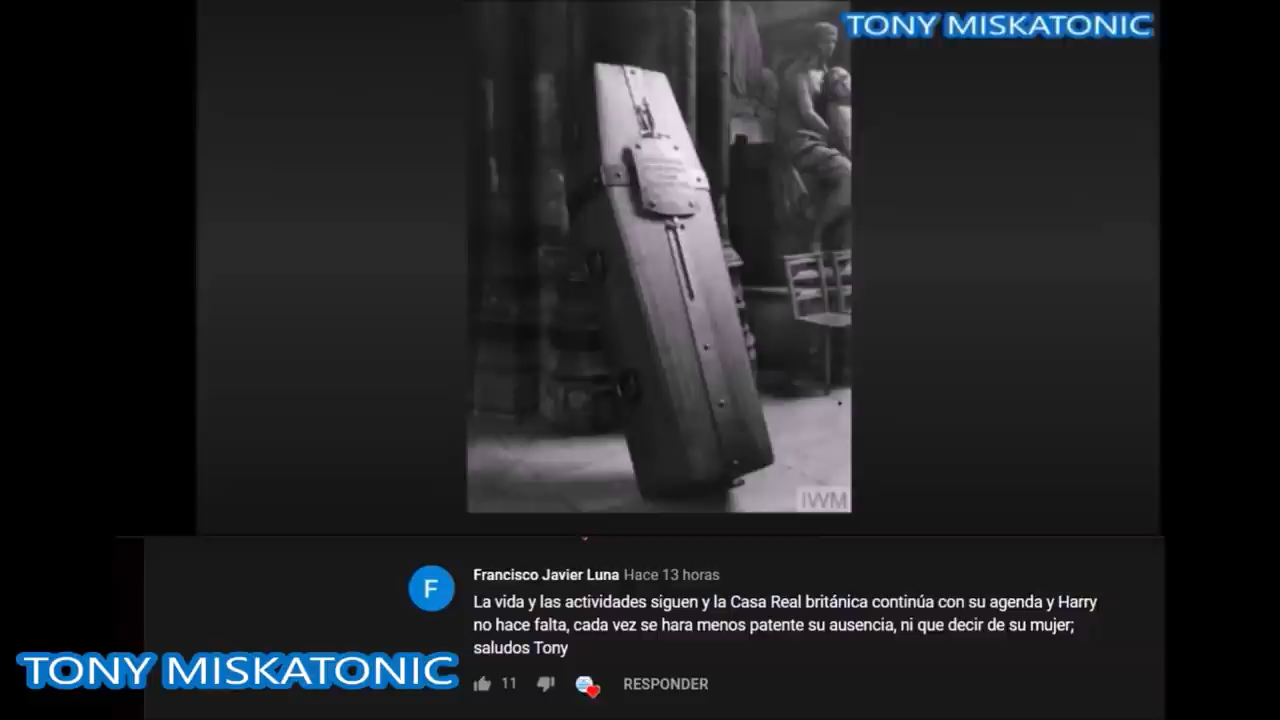 TONY MISKATONIC
IWM
Francisco Javier Luna Hace 13 horas
La vida y las actividades siguen y la Casa Real británica continúa con su agenda y Harry
no hace falta, cada vez se hara menos patente su ausencia, ni que decir de su mujer;
saludos Tony
TONY MISKATONIC
F
11
RESPONDER